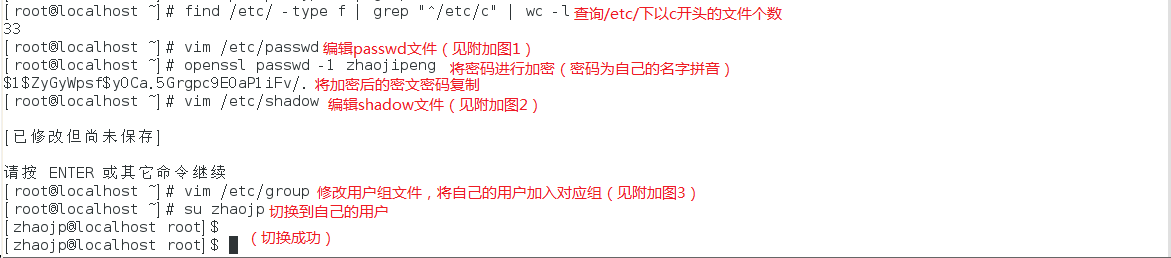 [root@localhost ~]# find /etc/ -type f | grep "^/etc/c" | wc -l 查询/etc/下以c开头的文件个数
33
[root@localhost ~]# vim /etc/passwd 编辑passwd文件（见附加图1）
[root@localhost ~]# openssl passwd -1 zhaojipeng 将密码进行加密（密码为自己的名字拼音）
$1$ZyGyWpsf$yOCa.5Grgpc9EOaP1iFv/. 将加密后的密文密码复制
[root@localhost ~]# vim /etc/shadow 编辑shadow文件（见附加图2）
[已修改但尚未保存]
请按 ENTER 或其它命令继续
[root@localhost ~]# vim /etc/group 修改用户组文件，将自己的用户加入对应组（见附加图3）
[root@localhost ~]# su zhaojp 切换到自己的用户
[zhaojp@localhost root]$
[zhaojp@localhost root]$ （切换成功）